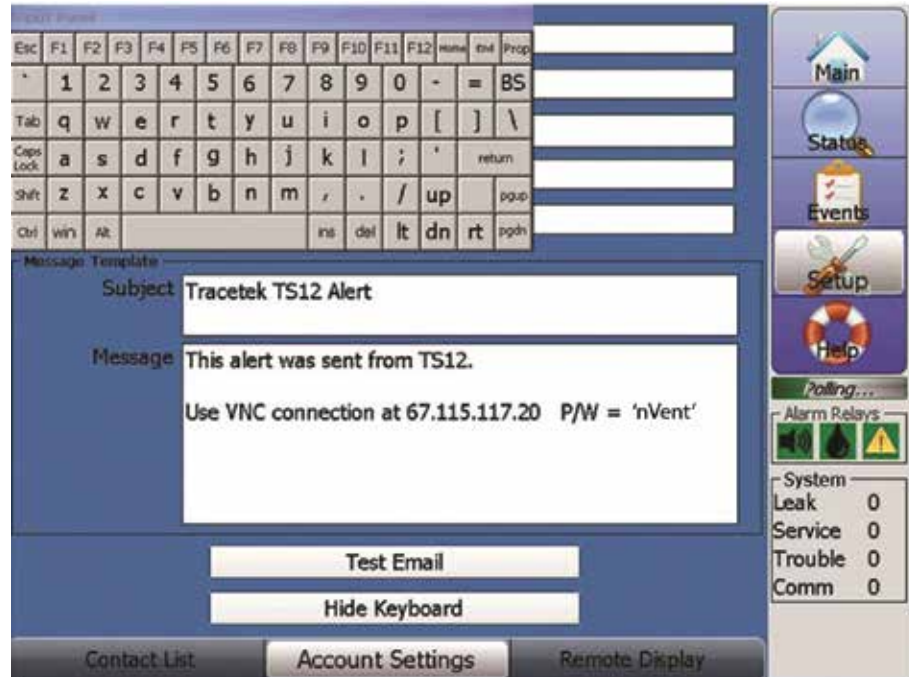 Input Panel
Esc F1 F2 F3 F4 F5 F6 F7 F8 F9 F10 F11 F12 Home End Prop
` 1 2 3 4 5 6 7 8 9 0 - = BS
Tab q w e r t y u i o p [ ] \
Caps Lock a s d f g h j k l ; ' return
Shift z x c v b n m , . / up pgup
Ctrl win Alt ins del lt dn rt pgdn
Message Template
Subject Tracetek TS12 Alert
Message This alert was sent from TS12.
Use VNC connection at 67.115.117.20 P/W = ‘nVent’
Test Email
Hide Keyboard
Contact List Account Settings Remote Display
Main
Status
Events
Setup
Help
Polling...
Alarm Relays
System
Leak 0
Service 0
Trouble 0
Comm 0